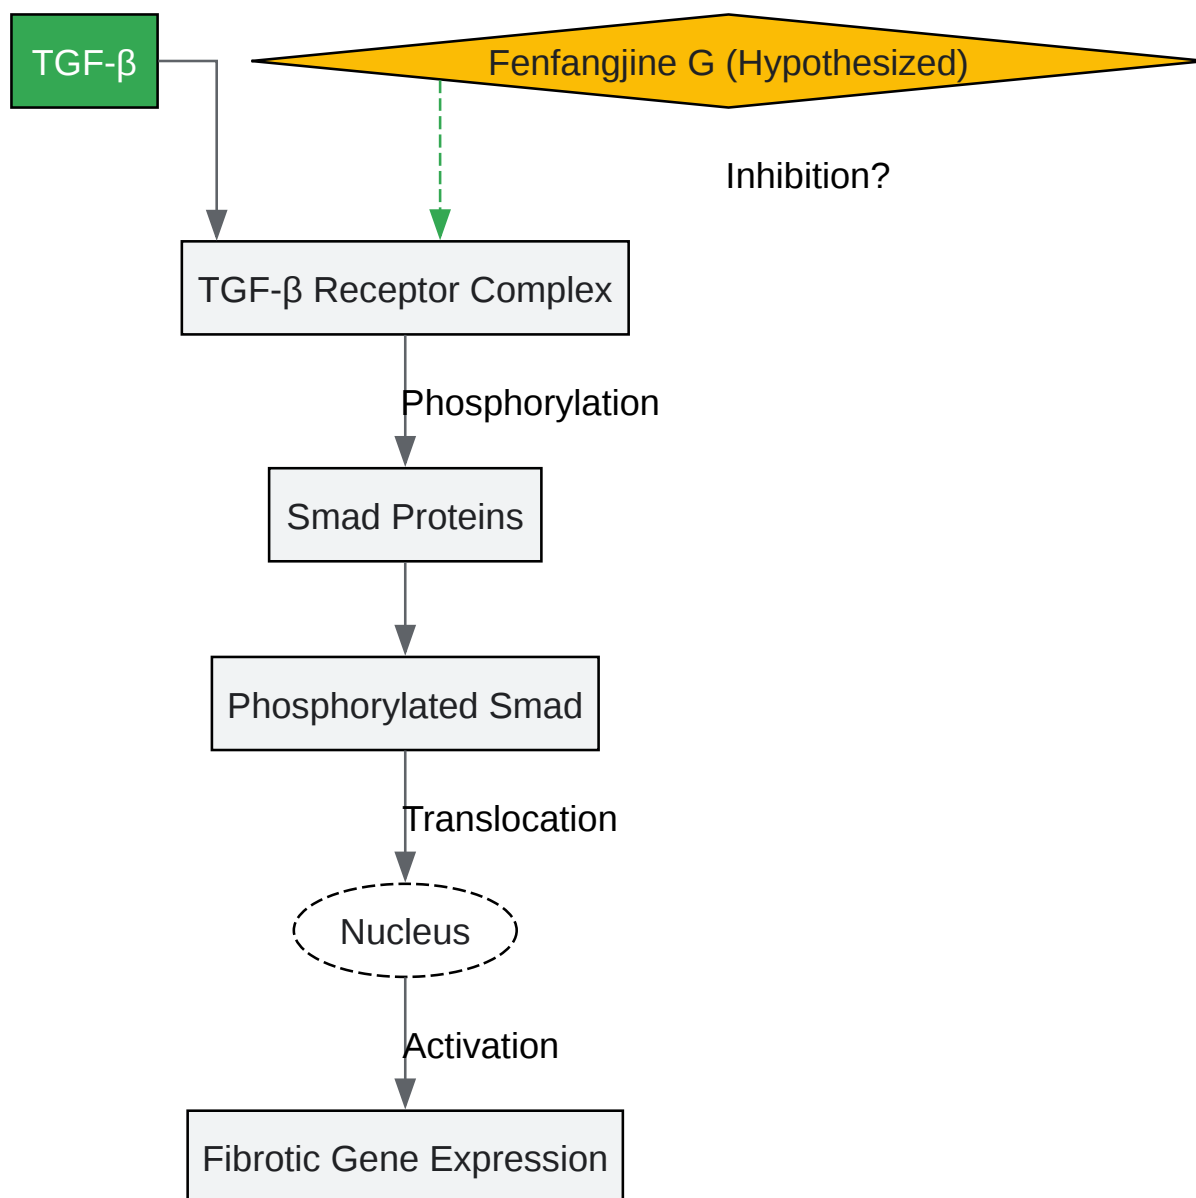 TGF-β
Fenfangjine G (Hypothesized)
Inhibition?
TGF-β Receptor Complex
Phosphorylation
Smad Proteins
Phosphorylated Smad
Translocation
Nucleus
Activation
Fibrotic Gene Expression